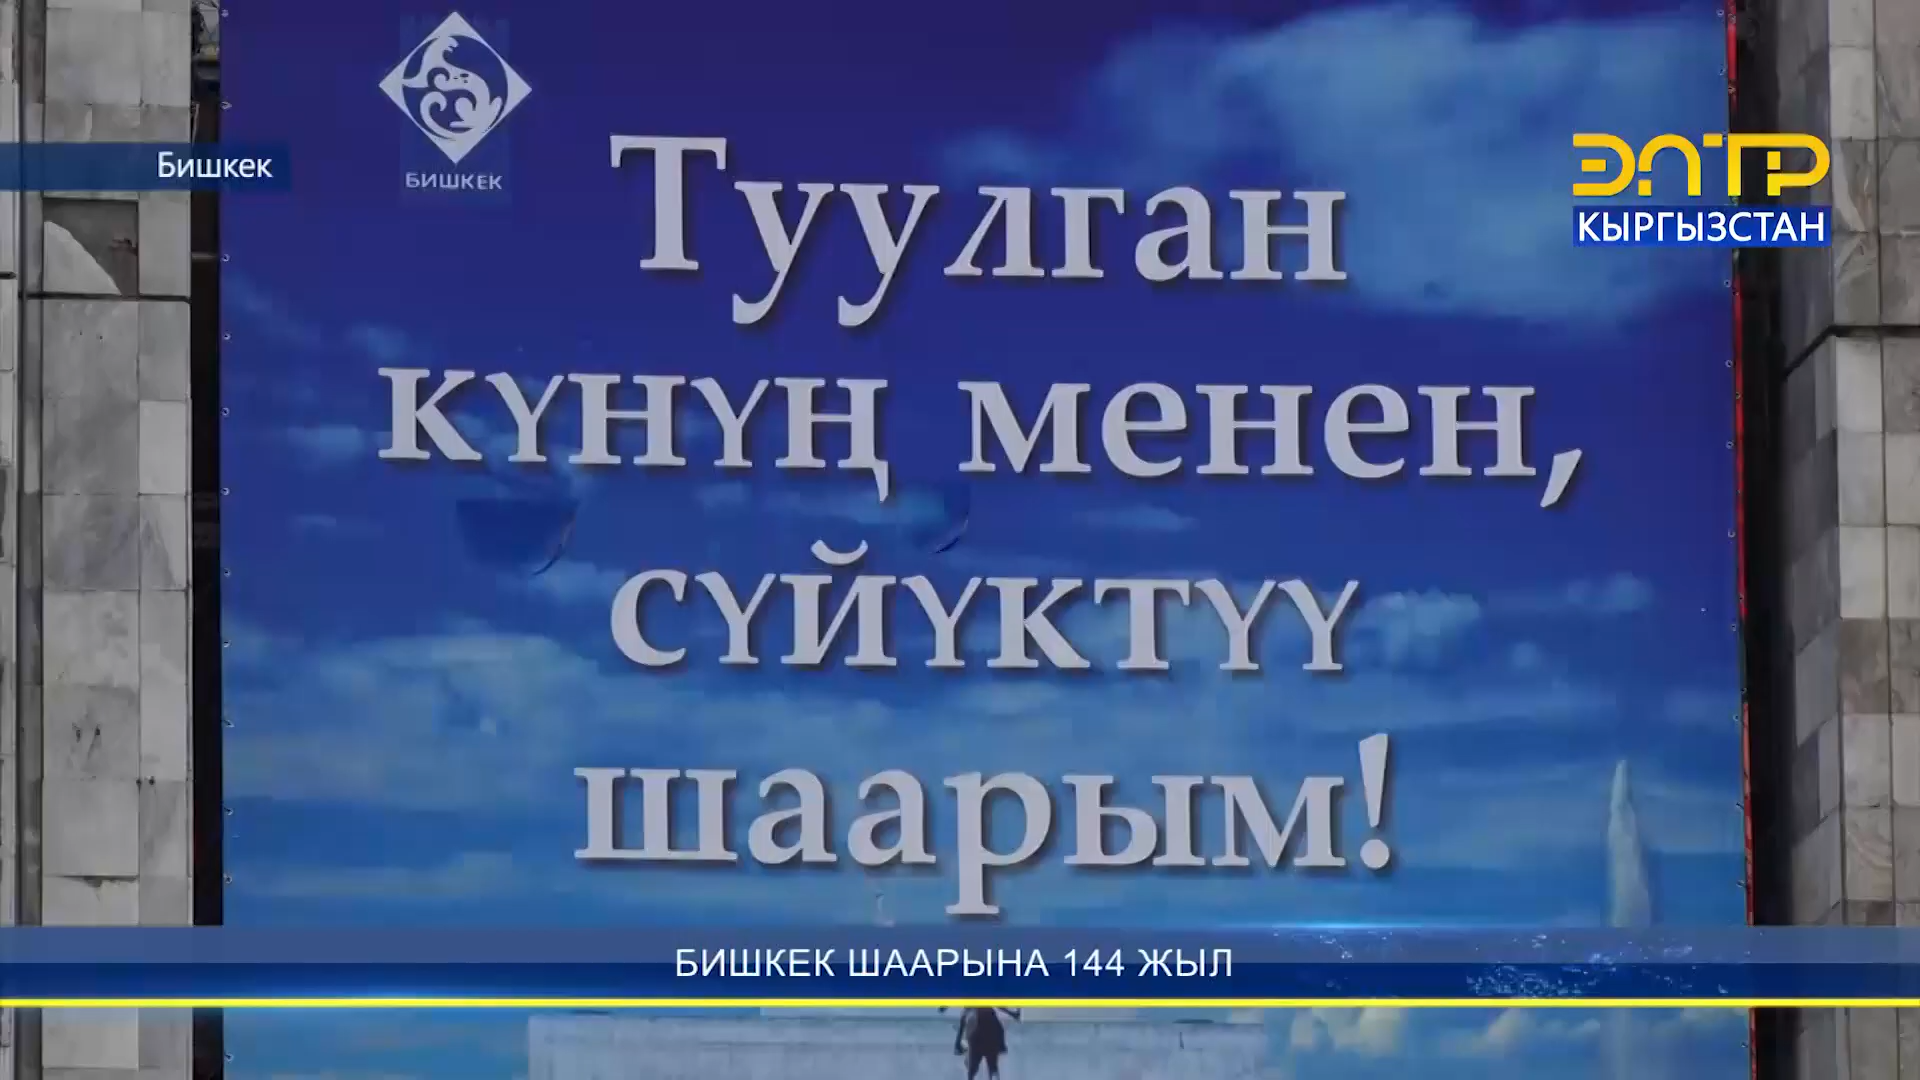 БИШКЕК
Бишкек
ЭЛТР
КЫРГЫЗСТАН
Туулган
күнүң менен,
сүйүктүү
шаарым!
БИШКЕК ШААРЫНА 144 ЖЫЛ